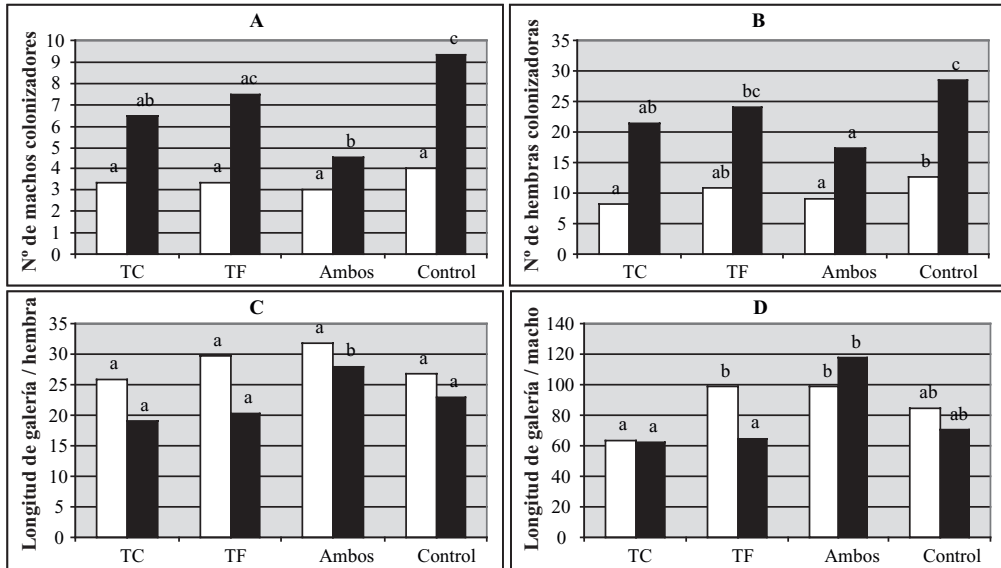 A
Nº de machos colonizadores
10
9
8
7
6
5
4
3
2
1
0
a ab a ac a b a c
TC TF Ambos Control
B
Nº de hembras colonizadoras
35
30
25
20
15
10
5
0
a ab ab bc a a b c
TC TF Ambos Control
C
Longitud de galería / hembra
35
30
25
20
15
10
5
0
a a a a a b a a
TC TF Ambos Control
D
Longitud de galería / macho
140
120
100
80
60
40
20
0
a a b a b b ab ab
TC TF Ambos Control